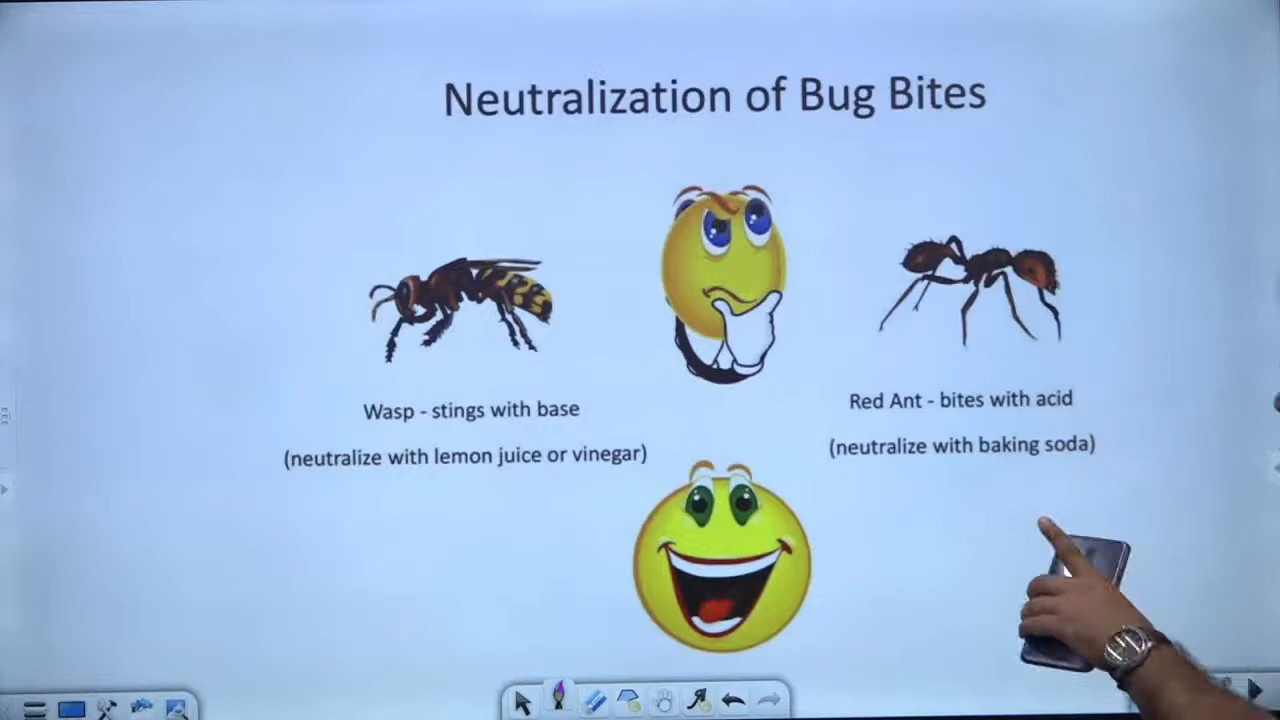 Neutralization of Bug Bites
Wasp - stings with base
(neutralize with lemon juice or vinegar)
Red Ant - bites with acid
(neutralize with baking soda)